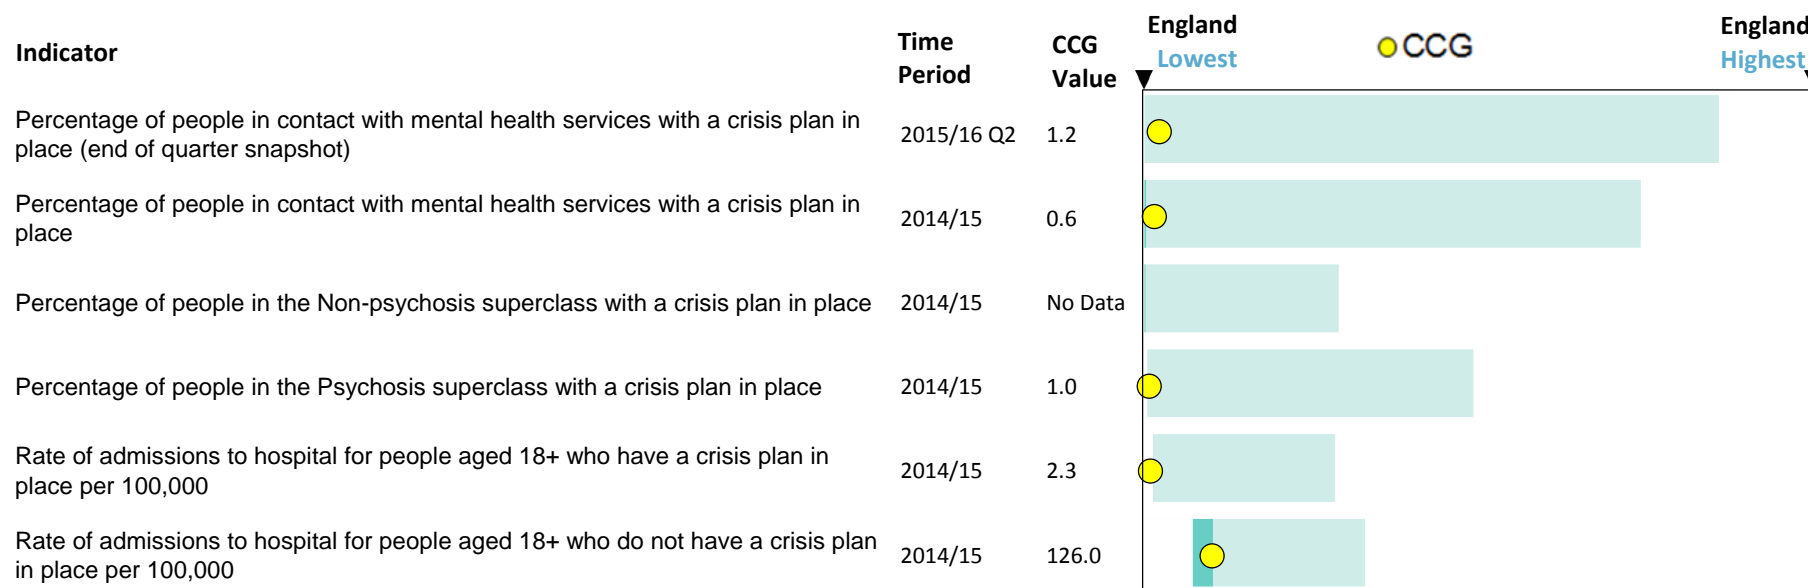 Indicator
Time
Period
CCG
Value
England
Lowest
CCG
England
Highest
Percentage of people in contact with mental health services with a crisis plan in
place (end of quarter snapshot)
2015/16 Q2
1.2
Percentage of people in contact with mental health services with a crisis plan in
place
2014/15
0.6
Percentage of people in the Non-psychosis superclass with a crisis plan in place
2014/15
No Data
Percentage of people in the Psychosis superclass with a crisis plan in place
2014/15
1.0
Rate of admissions to hospital for people aged 18+ who have a crisis plan in
place per 100,000
2014/15
2.3
Rate of admissions to hospital for people aged 18+ who do not have a crisis plan
in place per 100,000
2014/15
126.0